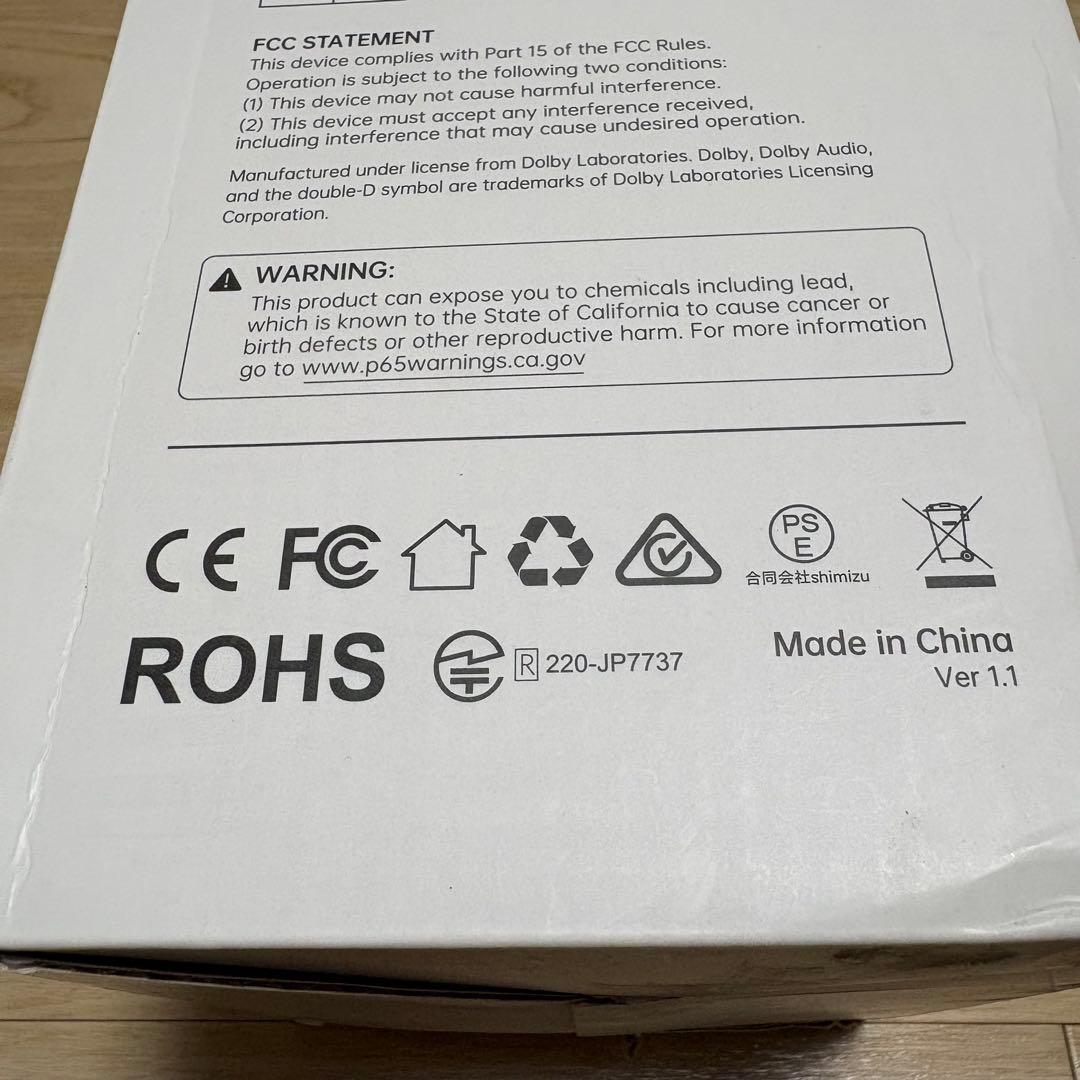 FCC STATEMENT
This device complies with Part 15 of the FCC Rules.
Operation is subject to the following two conditions:
(1) This device may not cause harmful interference.
(2) This device must accept any interference received,
including interference that may cause undesired operation.
Manufactured under license from Dolby Laboratories. Dolby, Dolby Audio,
and the double-D symbol are trademarks of Dolby Laboratories Licensing
Corporation.
WARNING:
This product can expose you to chemicals including lead,
which is known to the State of California to cause cancer or
birth defects or other reproductive harm. For more information
go to www.p65warnings.ca.gov
CE FC PSE
合同会社shimizu
ROHS R 220-JP7737
Made in China
Ver 1.1